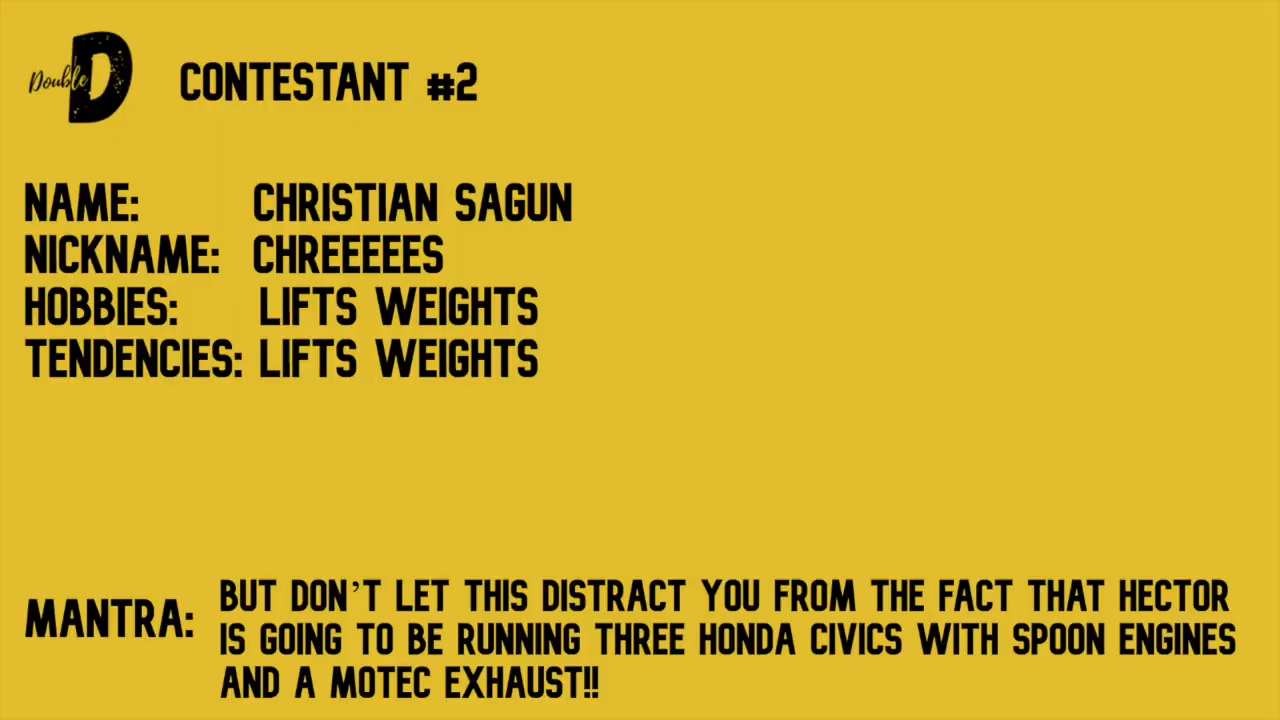 Double D
CONTESTANT #2
NAME: CHRISTIAN SAGUN
NICKNAME: CHREEEEES
HOBBIES: LIFTS WEIGHTS
TENDENCIES: LIFTS WEIGHTS
MANTRA: BUT DON’T LET THIS DISTRACT YOU FROM THE FACT THAT HECTOR
IS GOING TO BE RUNNING THREE HONDA CIVICS WITH SPOON ENGINES
AND A MOTEC EXHAUST!!